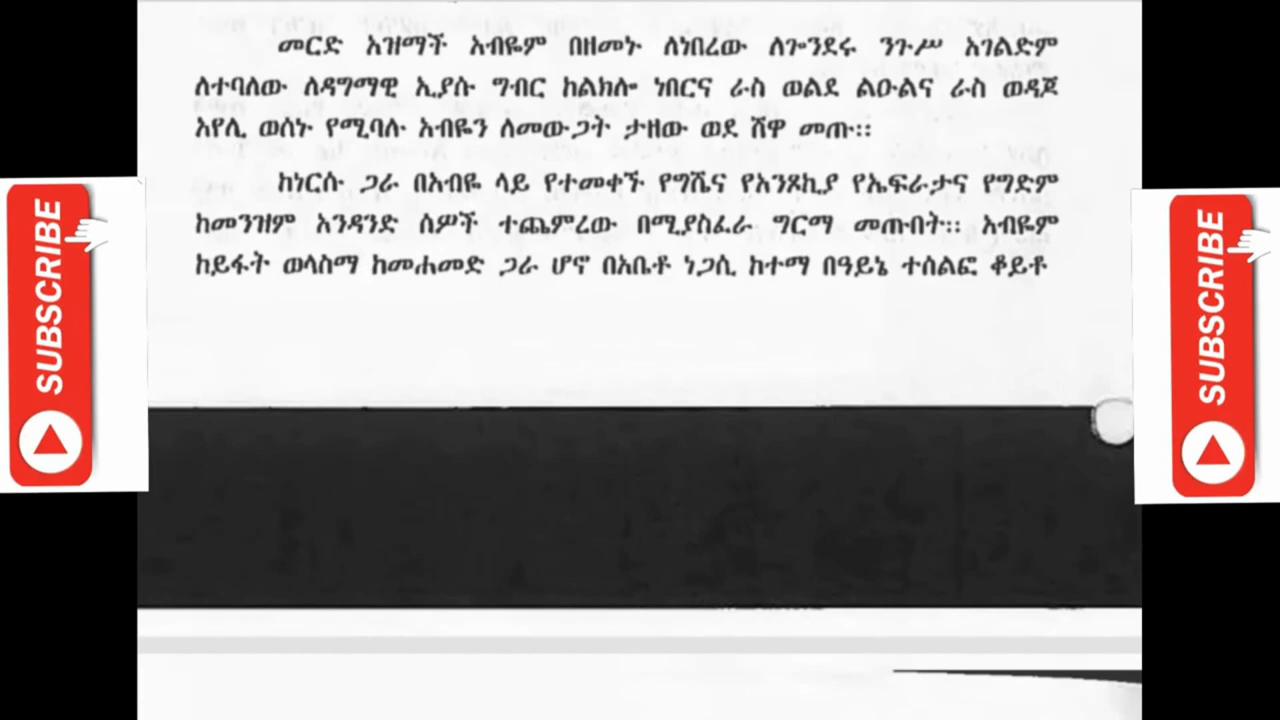 መርድ አዝማች አብዬም በዘመኑ ለነበረው ለጐንደሩ ንጉሥ አገልድም
ለተባለው ለዳግማዊ ኢያሱ ግብር ከልክሎ ነበርና ራስ ወልደ ልዑልና ራስ ወዳጆ
አየሊ ወሰኑ የሚባሉ አብዬን ለመውጋት ታዘው ወደ ሸዋ መጡ።
ከነርሱ ጋራ በአብዬ ላይ የተመቀኙ የግሼና የአንጾኪያ የኤፍራታና የግድም
ከመንዝም አንዳንድ ሰዎች ተጨምረው በሚያስፈራ ግርማ መጡበት። አብዬም
ከይፋት ወላስማ ከመሐመድ ጋራ ሆኖ በአቤቶ ነጋሲ ከተማ በዓይኔ ተሰልፎ ቆይቶ
SUBSCRIBE
SUBSCRIBE